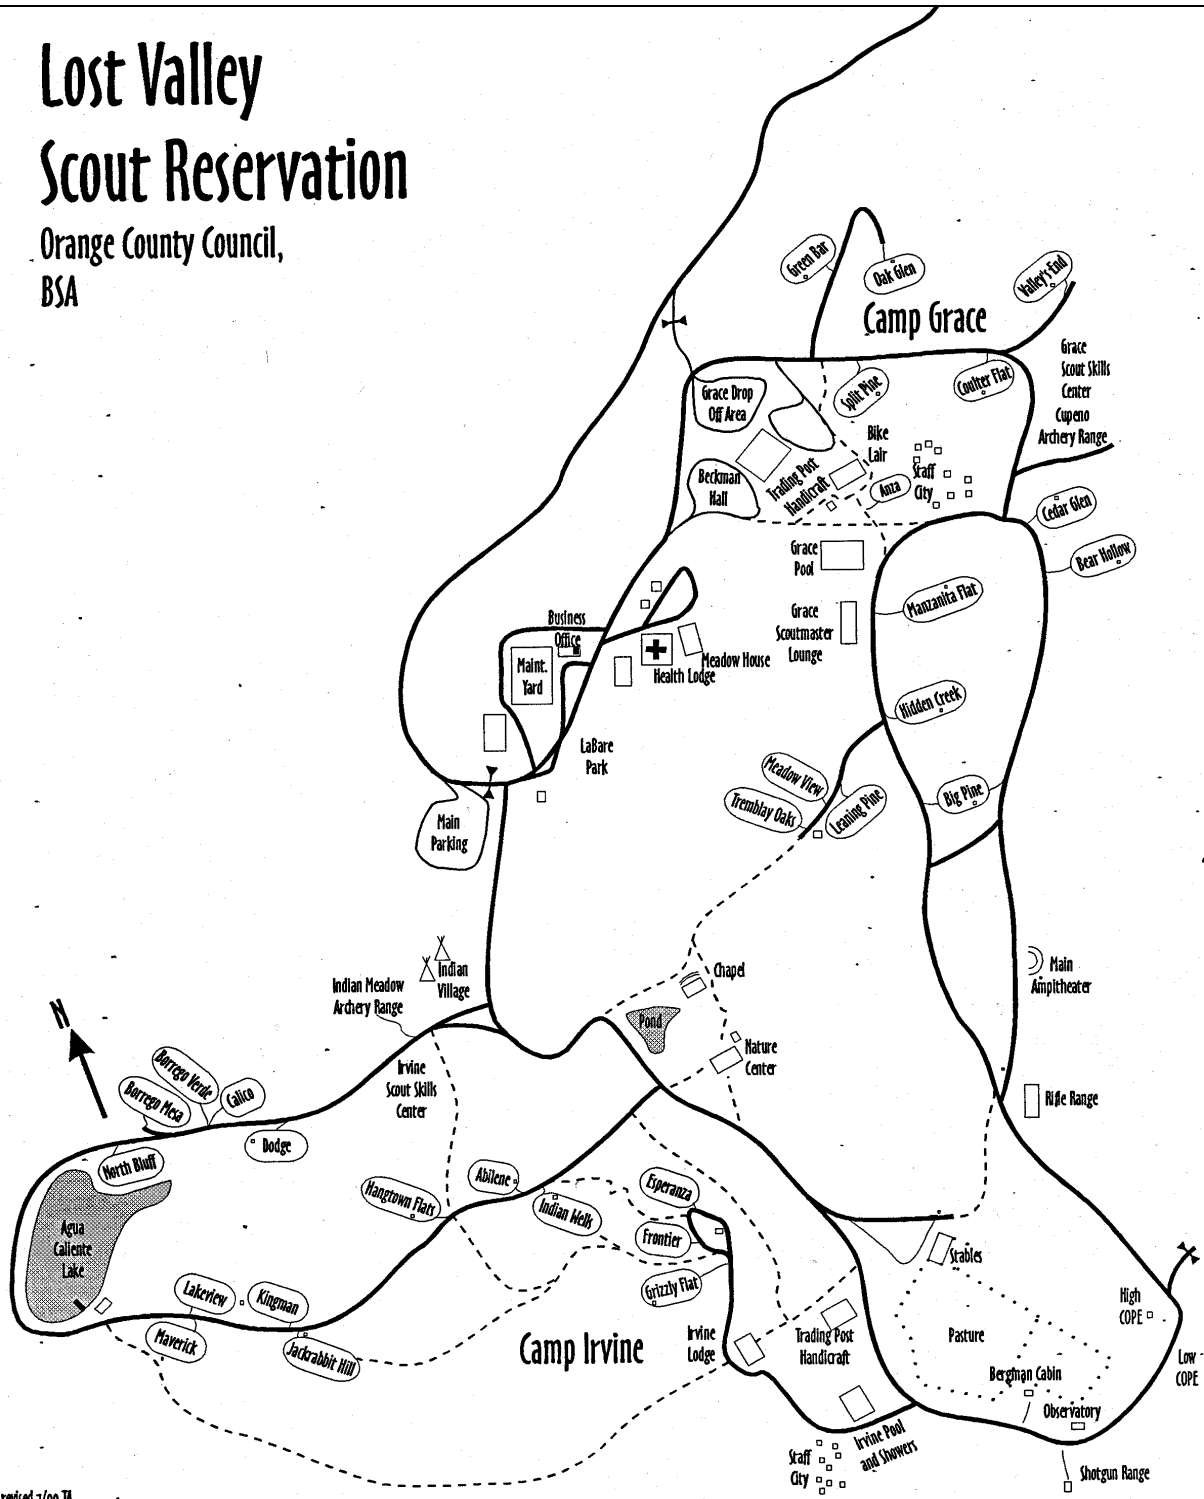 Lost Valley
Scout Reservation
Orange County Council,
BSA
Green Bar
Oak Glen
Valley's End
Camp Grace
Grace
Scout Skills
Center
Cupeno
Archery Range
Grace Drop
Off Area
Split Pine
Coulter Flat
Bike
Lair
Trading Post
Handicraft
Staff
City
Anza
Beckman
Hall
Cedar Glen
Bear Hollow
Grace
Pool
Manzanita Flat
Grace
Scoutmaster
Lounge
Business
Office
Maint.
Yard
Meadow House
Health Lodge
Hidden Creek
LaBare
Park
Meadow View
Tremblay Oaks
Leaning Pine
Big Pine
Main
Parking
Indian
Village
Indian Meadow
Archery Range
Chapel
Main
Ampitheater
N
Pond
Nature
Center
Irvine
Scout Skills
Center
Borrego Verde
Borrego Mesa
Calico
Rifle Range
Dodge
North Bluff
Abilene
Hangtown Flats
Indian Wells
Esperanza
Frontier
Grizzly Flat
Agua
Caliente
Lake
Stables
Lakeview
Kingman
Maverick
Jackrabbit Hill
Camp Irvine
Irvine
Lodge
Trading Post
Handicraft
Pasture
High
COPE
Low
COPE
Bergman Cabin
Observatory
Irvine Pool
and Showers
Staff
City
Shotgun Range
revised 7/00 TA